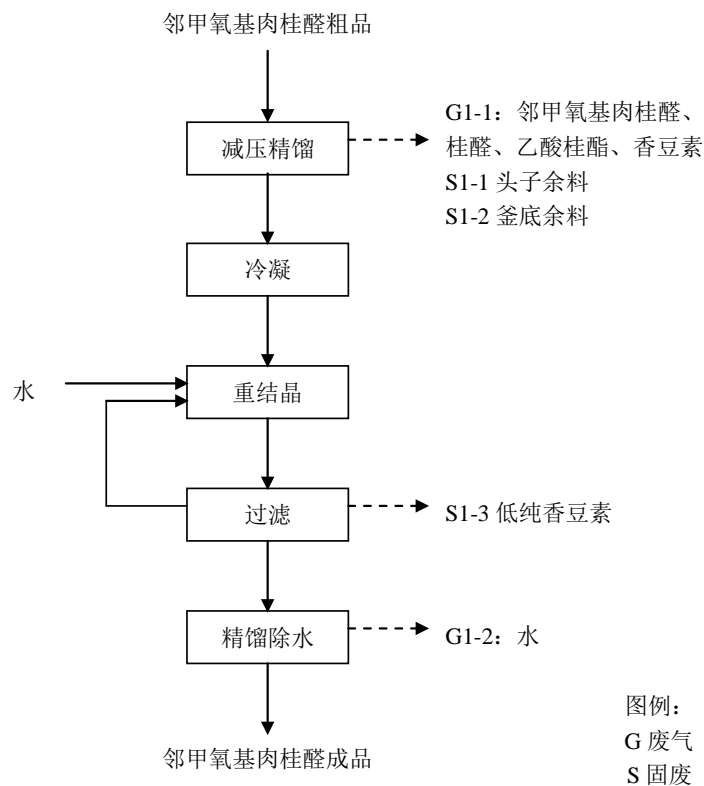 邻甲氧基肉桂醛粗品
减压精馏
G1-1：邻甲氧基肉桂醛、
桂醛、乙酸桂酯、香豆素
S1-1 头子余料
S1-2 釜底余料
冷凝
水
重结晶
过滤
S1-3 低纯香豆素
精馏除水
G1-2：水
邻甲氧基肉桂醛成品
图例：
G 废气
S 固废